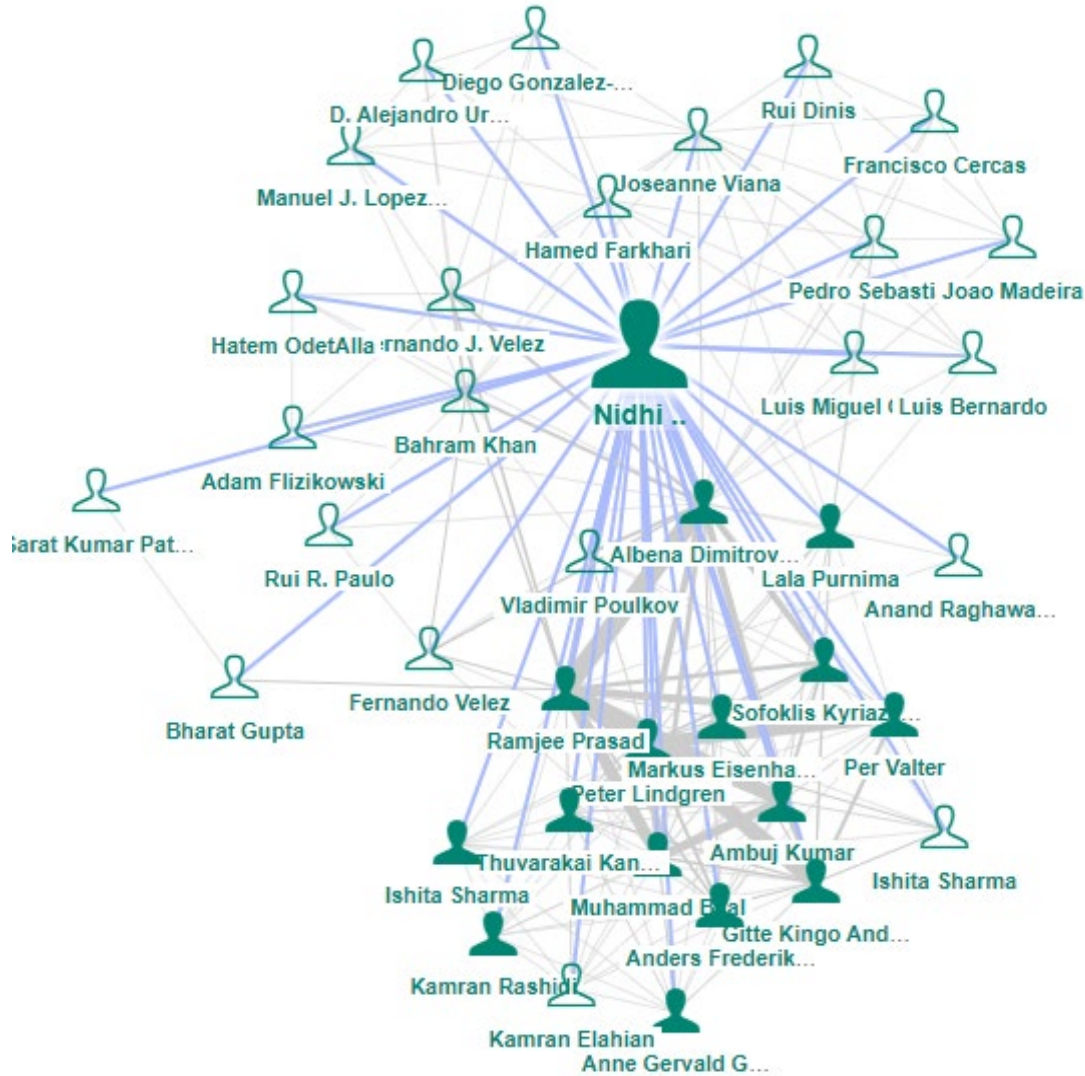 Diego Gonzalez-...
D. Alejandro Ur...
Rui Dinis
Francisco Cercas
Joseanne Viana
Manuel J. Lopez...
Hamed Farkhari
Pedro Sebasti
Joao Madeira
Hatem OdetAlla
rnando J. Velez
Luis Miguel
Luis Bernardo
Nidhi ..
Bahram Khan
Adam Flizikowski
Sarat Kumar Pat...
Rui R. Paulo
Albena Dimitrov...
Lala Purnima
Vladimir Poulkov
Anand Raghawa...
Fernando Velez
Bharat Gupta
Sofoklis Kyriaz...
Ramjee Prasad
Markus Eisenha...
Per Valter
Peter Lindgren
Ambuj Kumar
Thuvarakai Kan...
Ishita Sharma
Ishita Sharma
Muhammad Bilal
Gitte Kingo And...
Anders Frederik...
Kamran Rashidi
Kamran Elahian
Anne Gervald G...